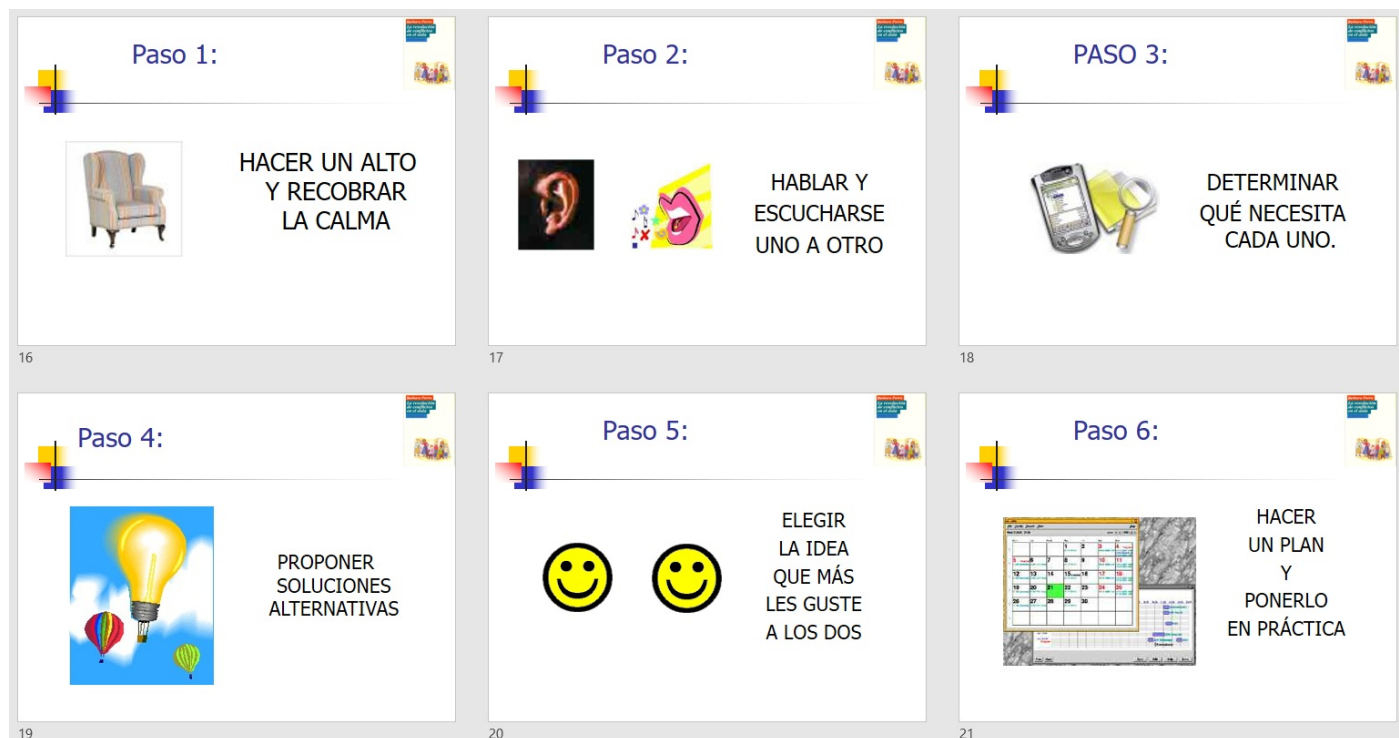 Paso 1:
HACER UN ALTO
Y RECOBRAR
LA CALMA
16
Paso 2:
HABLAR Y
ESCUCHARSE
UNO A OTRO
17
PASO 3:
DETERMINAR
QUÉ NECESITA
CADA UNO.
18
Paso 4:
PROPONER
SOLUCIONES
ALTERNATIVAS
19
Paso 5:
ELEGIR
LA IDEA
QUE MÁS
LES GUSTE
A LOS DOS
20
Paso 6:
HACER
UN PLAN
Y
PONERLO
EN PRÁCTICA
21